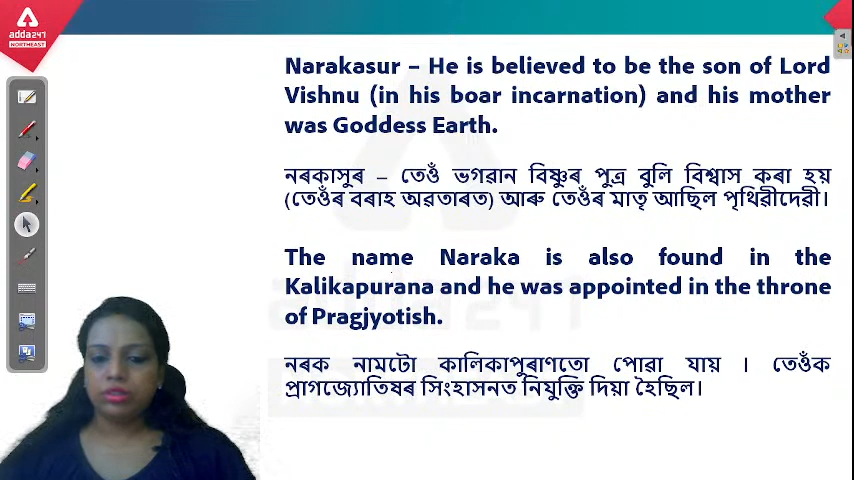 adda247
NORTHEAST
Narakasur – He is believed to be the son of Lord
Vishnu (in his boar incarnation) and his mother
was Goddess Earth.
নৰকাসুৰ – তেওঁ ভগৱান বিষ্ণুৰ পুত্ৰ বুলি বিশ্বাস কৰা হয়
(তেওঁৰ বৰাহ অৱতাৰত) আৰু তেওঁৰ মাতৃ আছিল পৃথিৱীদেৱী।
The name Naraka is also found in the
Kalikapurana and he was appointed in the throne
of Pragjyotish.
নৰক নামটো কালিকাপুৰাণতো পোৱা যায় । তেওঁক
প্ৰাগজ্যোতিষৰ সিংহাসনত নিযুক্তি দিয়া হৈছিল।
adda247